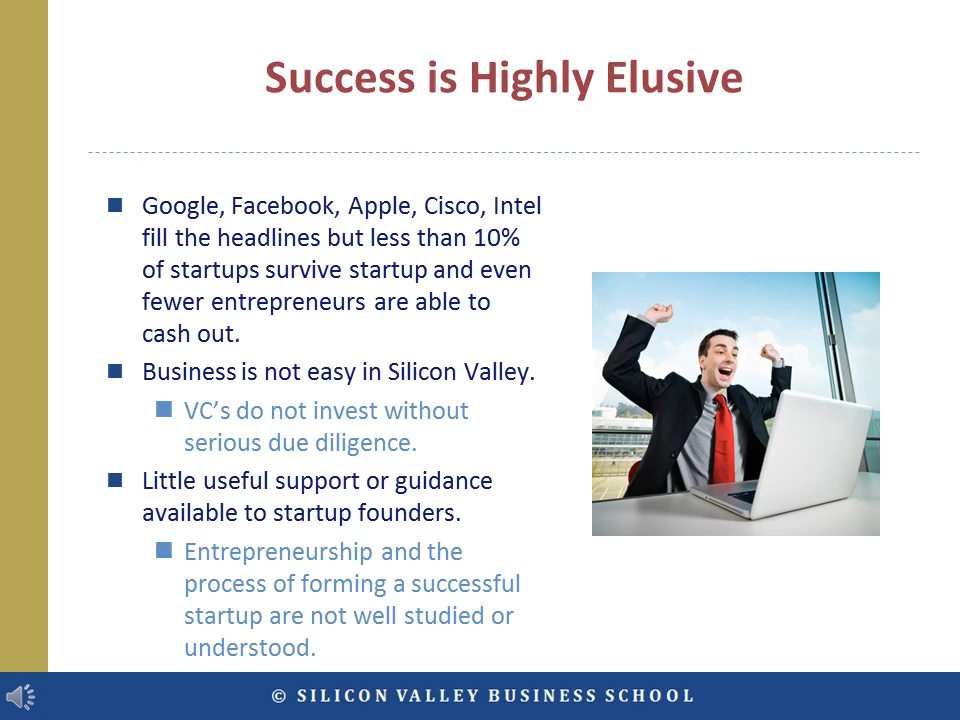 Success is Highly Elusive
Google, Facebook, Apple, Cisco, Intel
fill the headlines but less than 10%
of startups survive startup and even
fewer entrepreneurs are able to
cash out.
Business is not easy in Silicon Valley.
VC’s do not invest without
serious due diligence.
Little useful support or guidance
available to startup founders.
Entrepreneurship and the
process of forming a successful
startup are not well studied or
understood.
© SILICON VALLEY BUSINESS SCHOOL